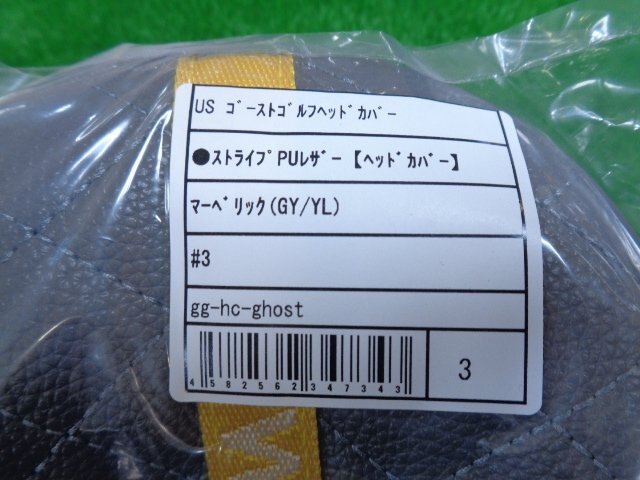 US ｺﾞｰｽﾄｺﾞﾙﾌﾍｯﾄﾞｶﾊﾞｰ
●ｽﾄﾗｲﾌﾟPUﾚｻﾞｰ【ﾍｯﾄﾞｶﾊﾞｰ】
ﾏｰﾍﾞﾘｯｸ(GY/YL)
#3
gg-hc-ghost
4582562347343
3
W